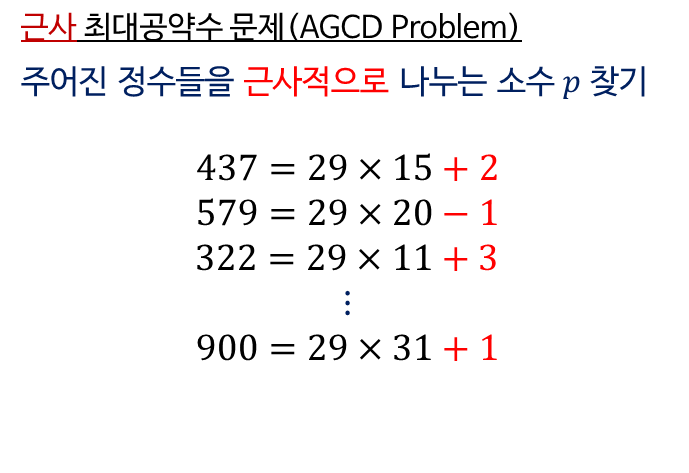 근사 최대공약수 문제(AGCD Problem)
주어진 정수들을 근사적으로 나누는 소수 p 찾기
437 = 29 × 15 + 2
579 = 29 × 20 − 1
322 = 29 × 11 + 3
⋮
900 = 29 × 31 + 1